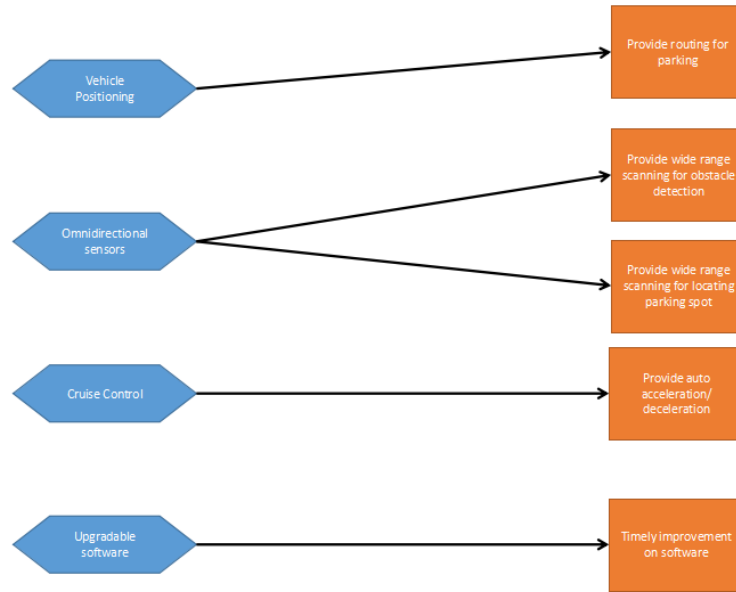 Vehicle
Positioning
Provide routing for
parking
Provide wide range
scanning for obstacle
detection
Omnidirectional
sensors
Provide wide range
scanning for locating
parking spot
Cruise Control
Provide auto
acceleration/
deceleration
Upgradable
software
Timely improvement
on software